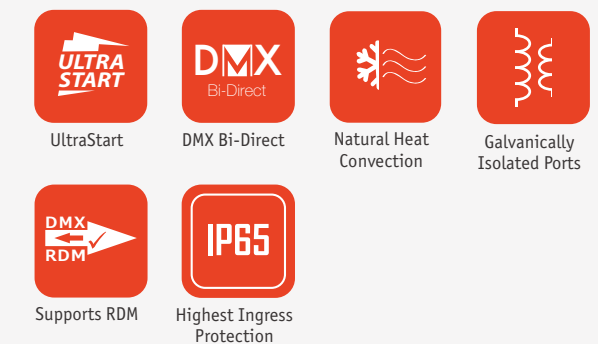 ULTRA
START
UltraStart
DMX
Bi-Direct
DMX Bi-Direct
Natural Heat
Convection
Galvanically
Isolated Ports
DMX
RDM
Supports RDM
IP65
Highest Ingress
Protection